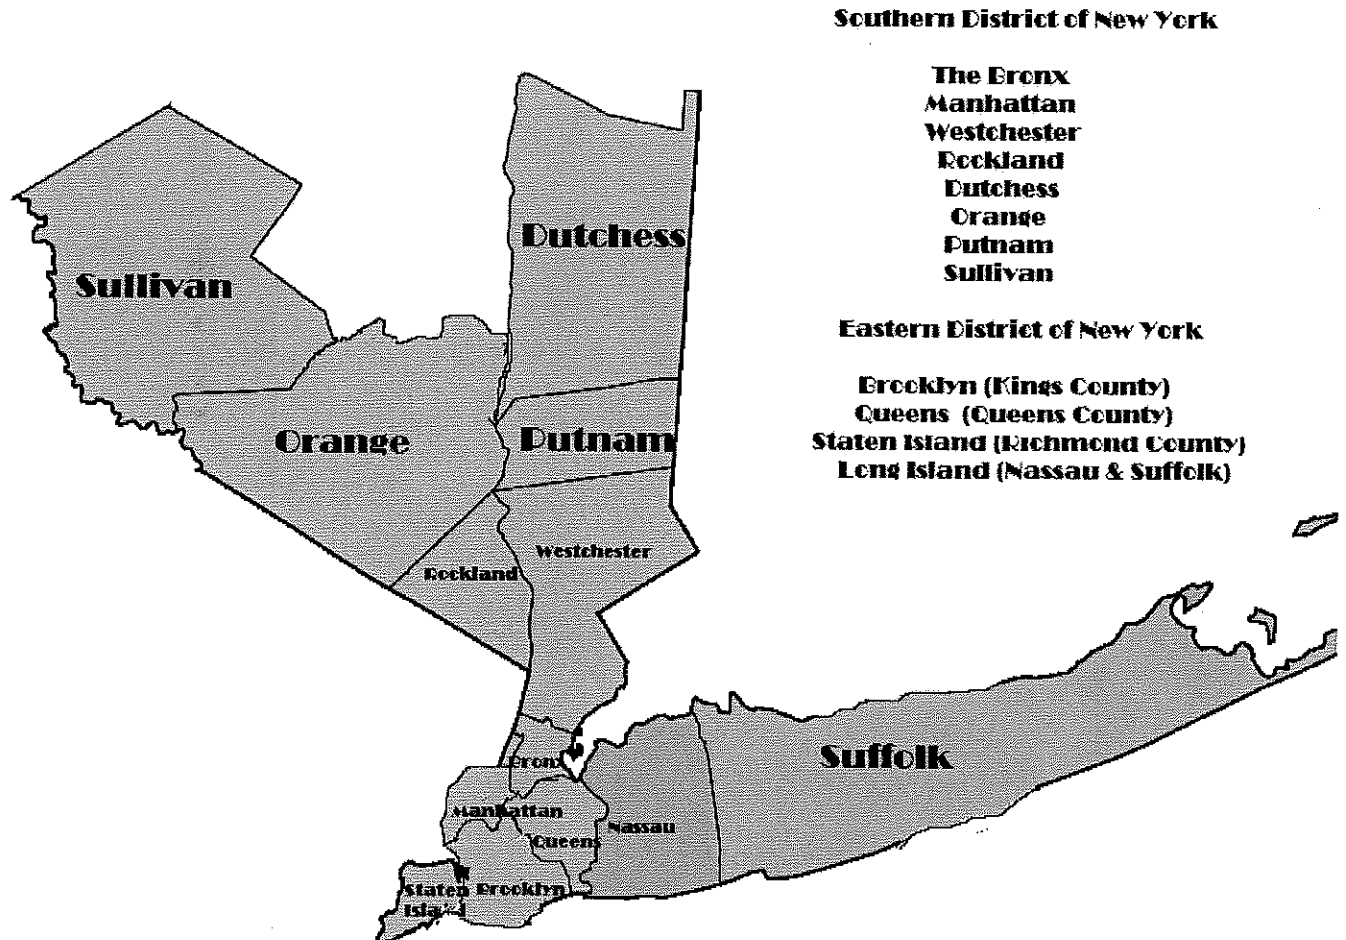 Southern District of New York
The Bronx
Manhattan
Westchester
Rockland
Dutchess
Orange
Putnam
Sullivan
Eastern District of New York
Brooklyn (Kings County)
Queens (Queens County)
Staten Island (Richmond County)
Long Island (Nassau & Suffolk)
Dutchess
Sullivan
Orange
Putnam
Westchester
Rockland
Suffolk
Bronx
Manhattan
Nassau
Queens
Staten
Brooklyn